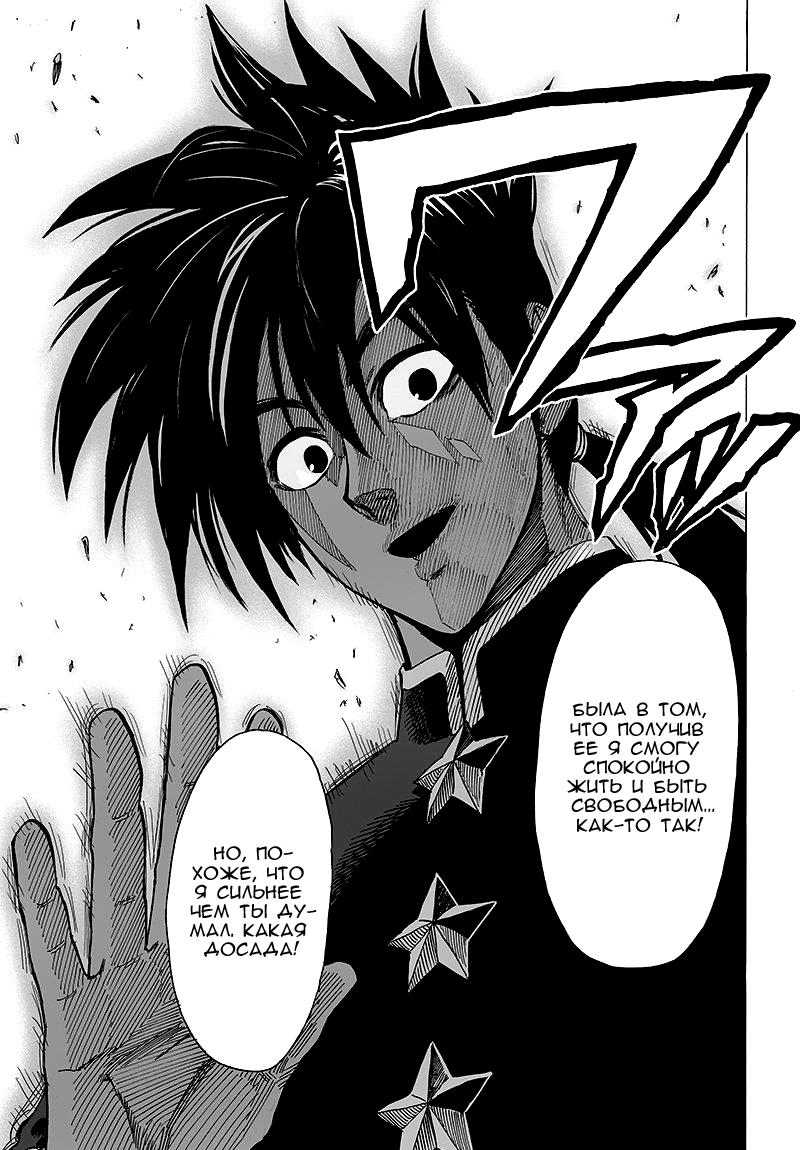 БЫЛА В ТОМ,
ЧТО ПОЛУЧИВ
ЕЕ Я СМОГУ
СПОКОЙНО
ЖИТЬ И БЫТЬ
СВОБОДНЫМ...
КАК-ТО ТАК!
НО, ПО-
ХОЖЕ, ЧТО
Я СИЛЬНЕЕ
ЧЕМ ТЫ ДУ-
МАЛ. КАКАЯ
ДОСАДА!